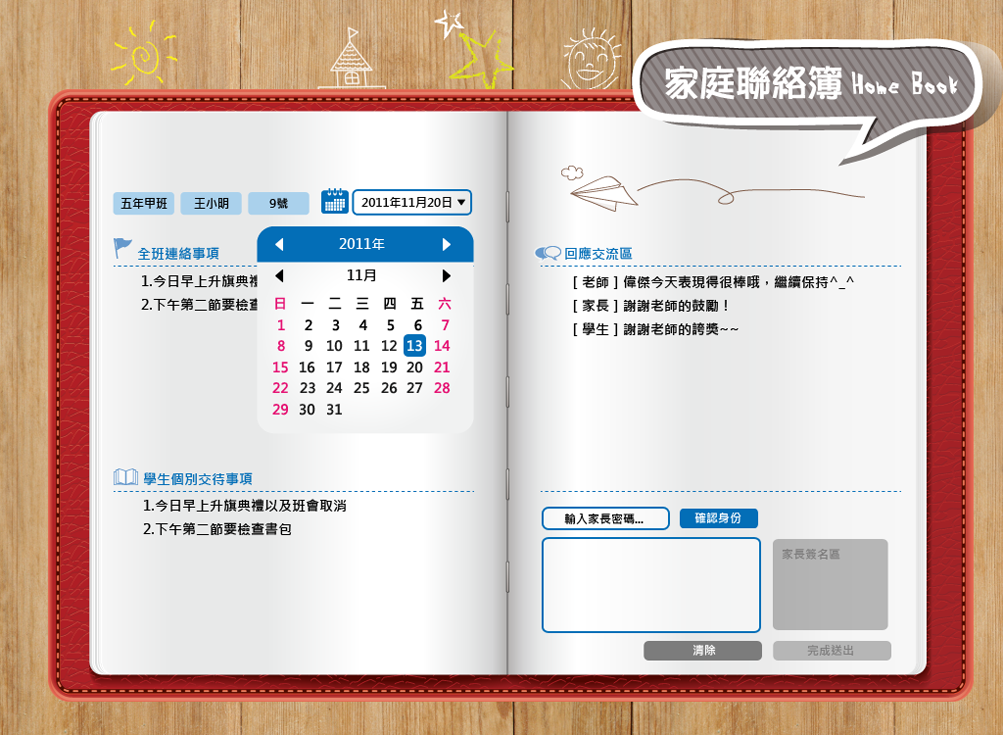 家庭聯絡簿 Home Book
五年甲班 王小明 9號 2011年11月20日
全班連絡事項
1.今日早上升旗典禮
2.下午第二節要檢查
2011年
11月
日 一 二 三 四 五 六
1 2 3 4 5 6 7
8 9 10 11 12 13 14
15 16 17 18 19 20 21
22 23 24 25 26 27 28
29 30 31
學生個別交待事項
1.今日早上升旗典禮以及班會取消
2.下午第二節要檢查書包
回應交流區
[ 老師 ] 偉傑今天表現得很棒哦，繼續保持^_^
[ 家長 ] 謝謝老師的鼓勵！
[ 學生 ] 謝謝老師的誇獎~~
輸入家長密碼... 確認身份
家長簽名區
清除 完成送出